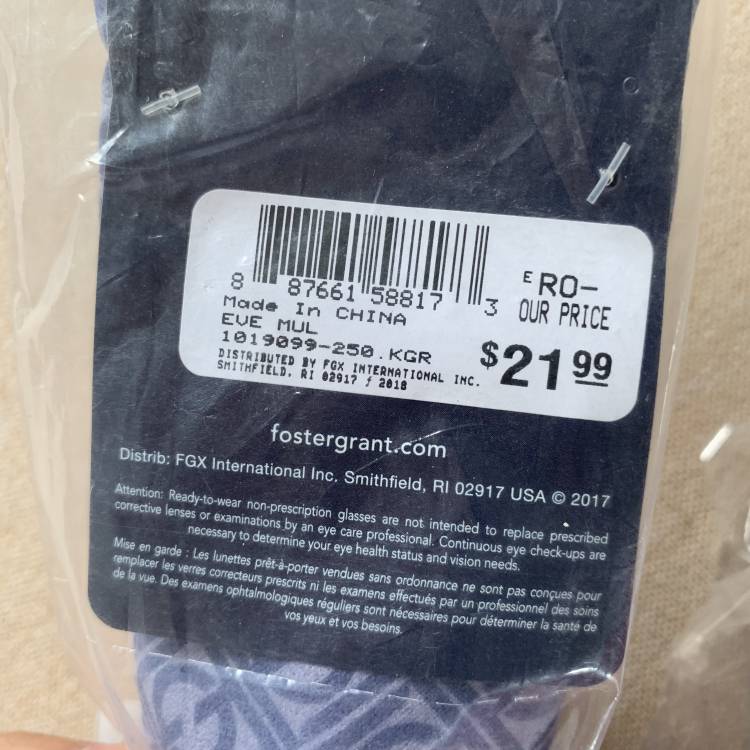 8 87661 58817 3
Made In CHINA
EVE MUL
1019099-250.KGR
DISTRIBUTED BY FGX INTERNATIONAL INC.
SMITHFIELD, RI 02917 / 2018
E RO-
OUR PRICE
$21 99
fostergrant.com
Distrib: FGX International Inc. Smithfield, RI 02917 USA © 2017
Attention: Ready-to-wear non-prescription glasses are not intended to replace prescribed
corrective lenses or examinations by an eye care professional. Continuous eye check-ups are
necessary to determine your eye health status and vision needs.
Mise en garde : Les lunettes prêt-à-porter vendues sans ordonnance ne sont pas conçues pour
remplacer les verres correcteurs prescrits ni les examens effectués par un professionnel des soins
de la vue. Des examens ophtalmologiques réguliers sont nécessaires pour déterminer la santé de
vos yeux et vos besoins.